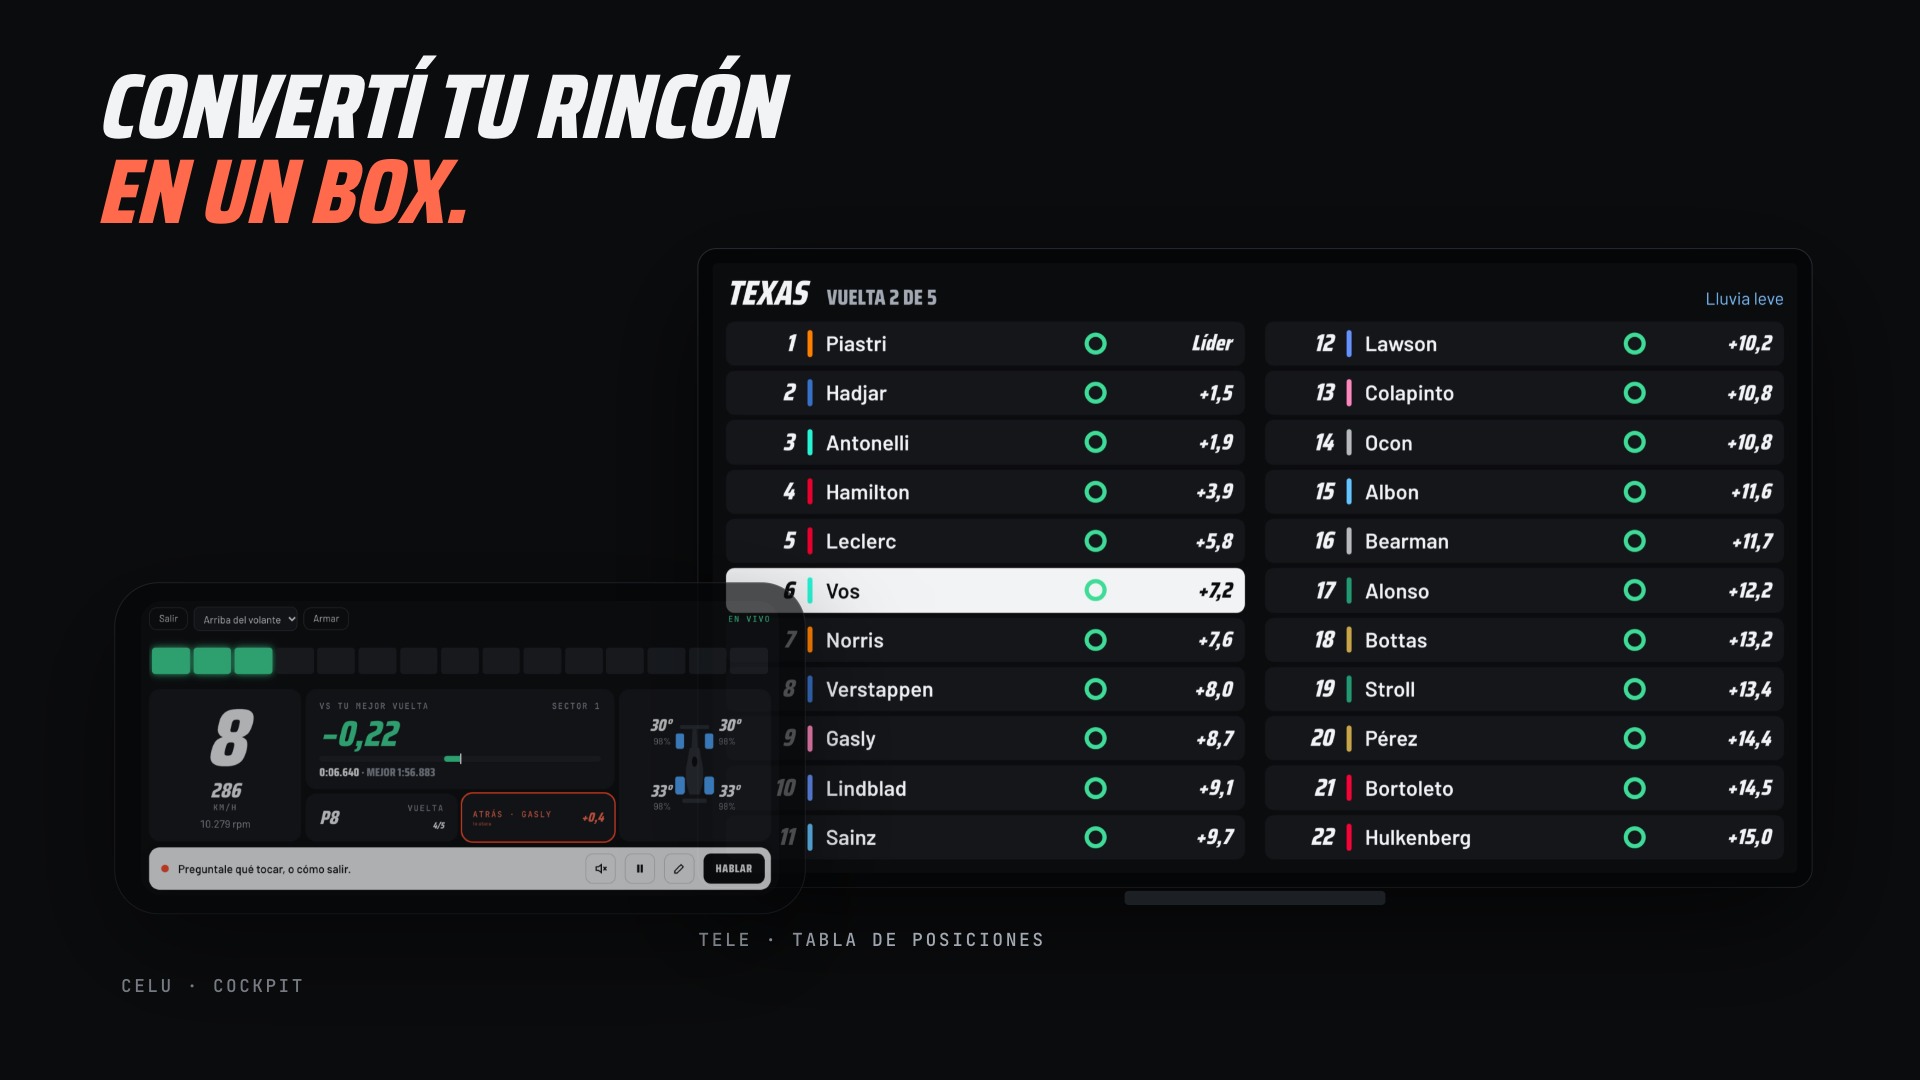 CONVERTÍ TU RINCÓN
EN UN BOX.
TEXAS VUELTA 2 DE 5 Lluvia leve
1 Piastri Líder
2 Hadjar +1,5
3 Antonelli +1,9
4 Hamilton +3,9
5 Leclerc +5,8
6 Vos +7,2
7 Norris +7,6
8 Verstappen +8,0
9 Gasly +8,7
10 Lindblad +9,1
11 Sainz +9,7
12 Lawson +10,2
13 Colapinto +10,8
14 Ocon +10,8
15 Albon +11,6
16 Bearman +11,7
17 Alonso +12,2
18 Bottas +13,2
19 Stroll +13,4
20 Pérez +14,4
21 Bortoleto +14,5
22 Hulkenberg +15,0
Salir Arriba del volante Armar EN VIVO
8
286
KM/H
10.279 rpm
VS TU MEJOR VUELTA SECTOR 1
-0,22
0:06.640 · MEJOR 1:56.883
P8 VUELTA
4/5
ATRÁS · GASLY +0,4
30° 30°
98% 98%
33° 33°
98% 98%
Preguntale qué tocar, o cómo salir. HABLAR
TELE · TABLA DE POSICIONES
CELU · COCKPIT